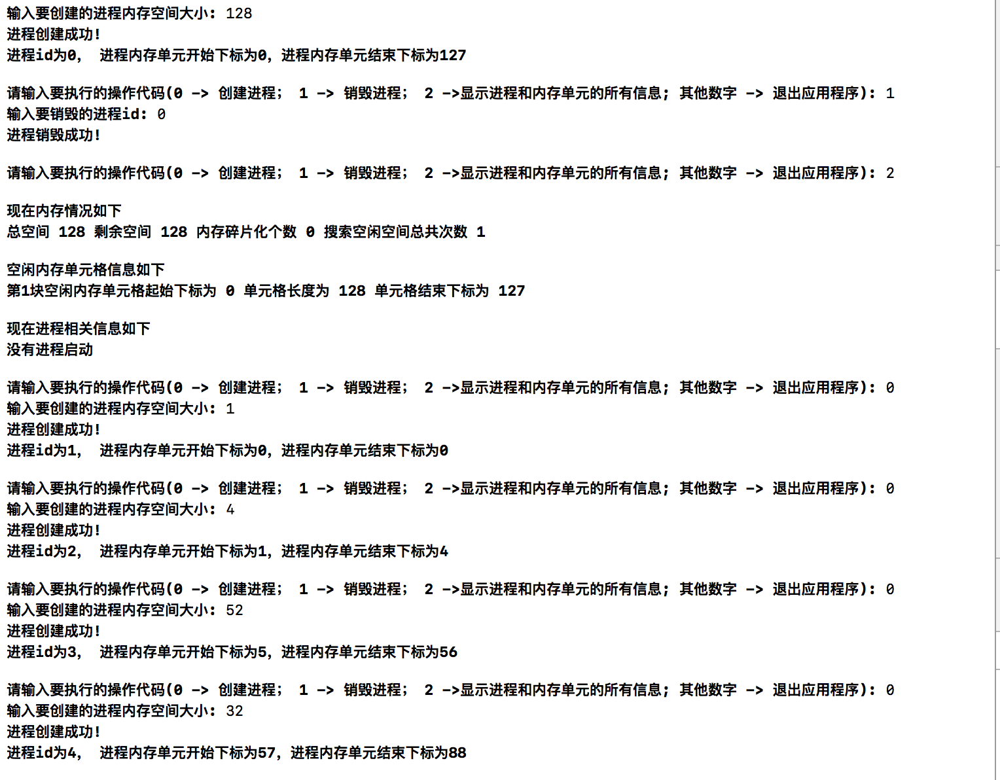 输入要创建的进程内存空间大小: 128
进程创建成功!
进程id为0， 进程内存单元开始下标为0，进程内存单元结束下标为127
请输入要执行的操作代码(0 -> 创建进程； 1 -> 销毁进程； 2 ->显示进程和内存单元的所有信息; 其他数字 -> 退出应用程序): 1
输入要销毁的进程id: 0
进程销毁成功!
请输入要执行的操作代码(0 -> 创建进程； 1 -> 销毁进程； 2 ->显示进程和内存单元的所有信息; 其他数字 -> 退出应用程序): 2
现在内存情况如下
总空间 128 剩余空间 128 内存碎片化个数 0 搜索空闲空间总共次数 1
空闲内存单元格信息如下
第1块空闲内存单元格起始下标为 0 单元格长度为 128 单元格结束下标为 127
现在进程相关信息如下
没有进程启动
请输入要执行的操作代码(0 -> 创建进程； 1 -> 销毁进程； 2 ->显示进程和内存单元的所有信息; 其他数字 -> 退出应用程序): 0
输入要创建的进程内存空间大小: 1
进程创建成功!
进程id为1， 进程内存单元开始下标为0，进程内存单元结束下标为0
请输入要执行的操作代码(0 -> 创建进程； 1 -> 销毁进程； 2 ->显示进程和内存单元的所有信息; 其他数字 -> 退出应用程序): 0
输入要创建的进程内存空间大小: 4
进程创建成功!
进程id为2， 进程内存单元开始下标为1，进程内存单元结束下标为4
请输入要执行的操作代码(0 -> 创建进程； 1 -> 销毁进程； 2 ->显示进程和内存单元的所有信息; 其他数字 -> 退出应用程序): 0
输入要创建的进程内存空间大小: 52
进程创建成功!
进程id为3， 进程内存单元开始下标为5，进程内存单元结束下标为56
请输入要执行的操作代码(0 -> 创建进程； 1 -> 销毁进程； 2 ->显示进程和内存单元的所有信息; 其他数字 -> 退出应用程序): 0
输入要创建的进程内存空间大小: 32
进程创建成功!
进程id为4， 进程内存单元开始下标为57，进程内存单元结束下标为88